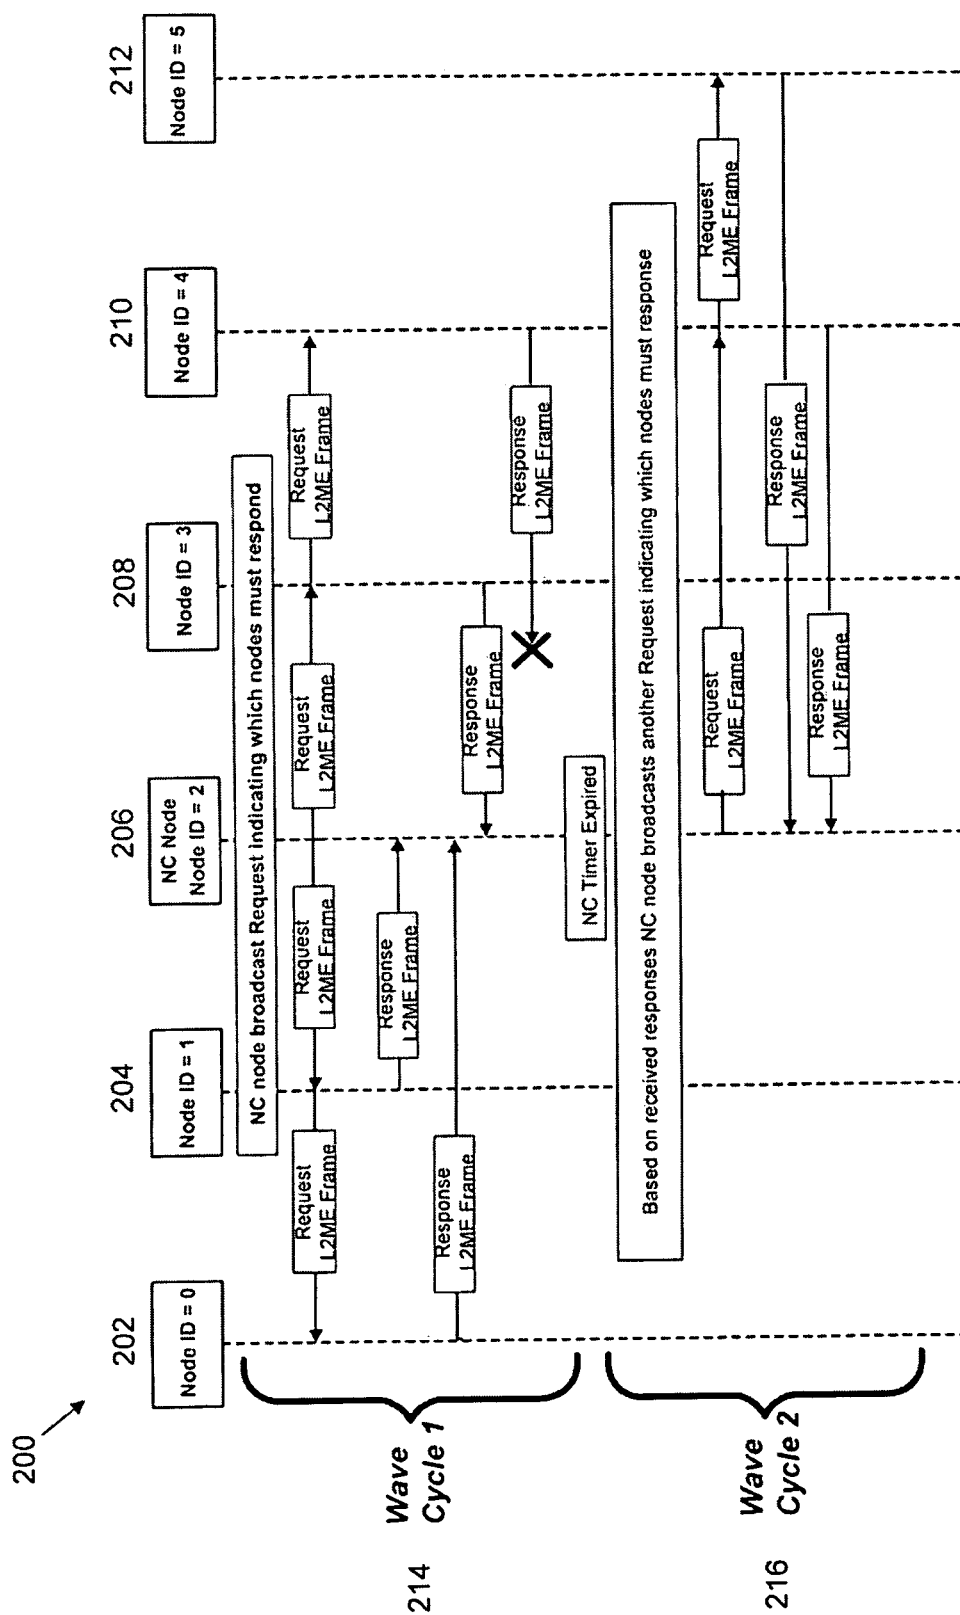 200
202
204
206
208
210
212
Node ID = 0
Node ID = 1
NC Node
Node ID = 2
Node ID = 3
Node ID = 4
Node ID = 5
Wave
Cycle 1
214
NC node broadcast Request indicating which nodes must respond
Request
L2ME Frame
Request
L2ME Frame
Request
L2ME Frame
Request
L2ME Frame
Response
L2ME Frame
Response
L2ME Frame
Response
L2ME Frame
Response
L2ME Frame
NC Timer Expired
Wave
Cycle 2
216
Based on received responses NC node broadcasts another Request indicating which nodes must response
Request
L2ME Frame
Request
L2ME Frame
Response
L2ME Frame
Response
L2ME Frame